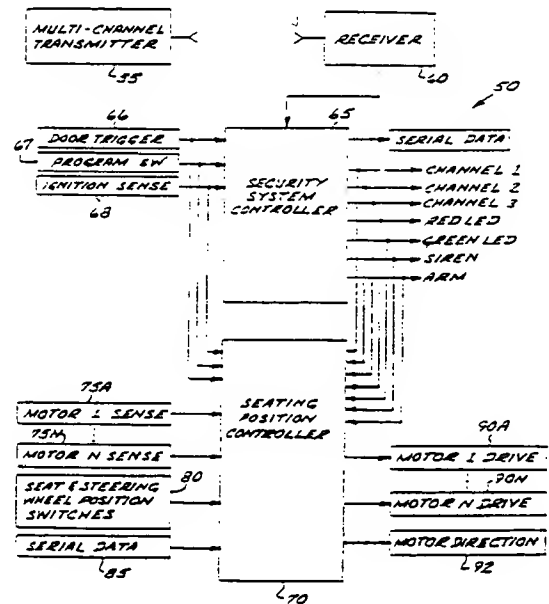 MULTI-CHANNEL
TRANSMITTER
55
RECEIVER
60
50
66
65
DOOR TRIGGER
67
PROGRAM SW
IGNITION SENSE
68
SECURITY
SYSTEM
CONTROLLER
SERIAL DATA
CHANNEL 1
CHANNEL 2
CHANNEL 3
RED LED
GREEN LED
SIREN
ARM
75A
MOTOR 1 SENSE
75N
MOTOR N SENSE
80
SEAT & STEERING
WHEEL POSITION
SWITCHES
SERIAL DATA
85
SEATING
POSITION
CONTROLLER
70
90A
MOTOR 1 DRIVE
90N
MOTOR N DRIVE
MOTOR DIRECTION
92